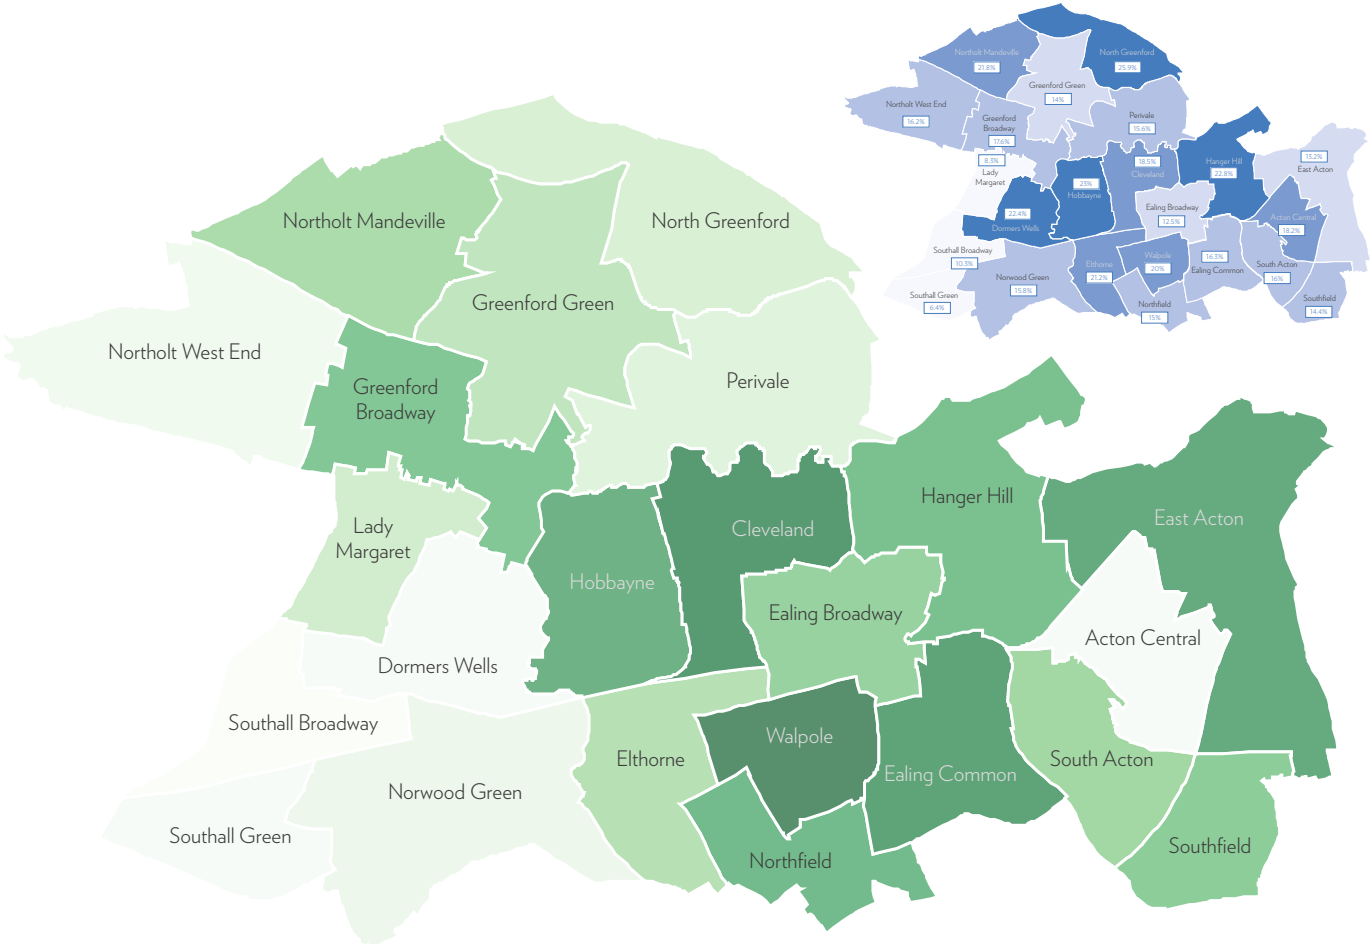 Northolt Mandeville
21.8%
North Greenford
25.9%
Greenford Green
14%
Northolt West End
16.2%
Greenford
Broadway
17.6%
Perivale
15.6%
8.3%
Lady
Margaret
18.5%
Cleveland
Hanger Hill
22.8%
13.2%
East Acton
23%
Hobbayne
22.4%
Dormers Wells
Ealing Broadway
12.5%
Acton Central
18.2%
Southall Broadway
10.3%
Elthorne
21.2%
Walpole
20%
16.3%
Ealing Common
South Acton
16%
Norwood Green
15.8%
Southall Green
6.4%
Northfield
15%
Southfield
14.4%
Northolt Mandeville
North Greenford
Greenford Green
Northolt West End
Greenford
Broadway
Perivale
Lady
Margaret
Hanger Hill
East Acton
Cleveland
Hobbayne
Ealing Broadway
Acton Central
Dormers Wells
Southall Broadway
Walpole
Elthorne
Ealing Common
South Acton
Norwood Green
Southall Green
Northfield
Southfield